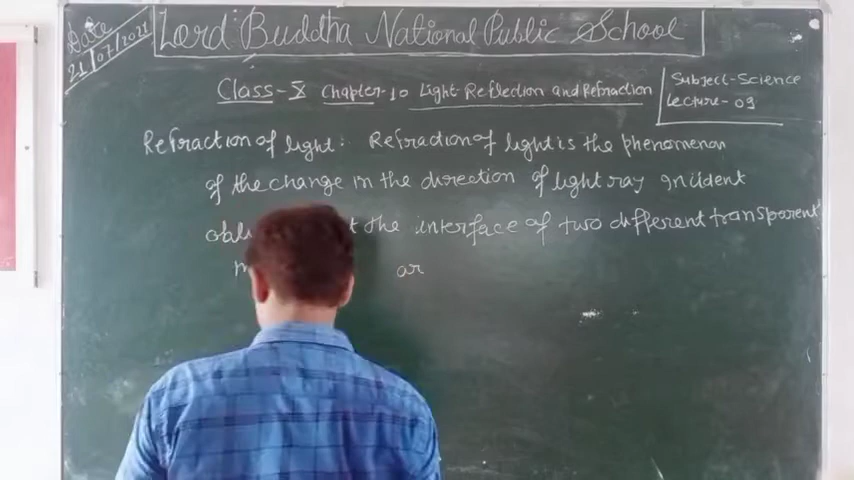 Date
21/07/2021
Lord Buddha National Public School
Class-X Chapter-10 Light-Reflection and Refraction
Subject-Science
Lecture-09
Refraction of light: Refraction of light is the phenomenon
of the change in the direction of light ray incident
the interface of two different transparent
or